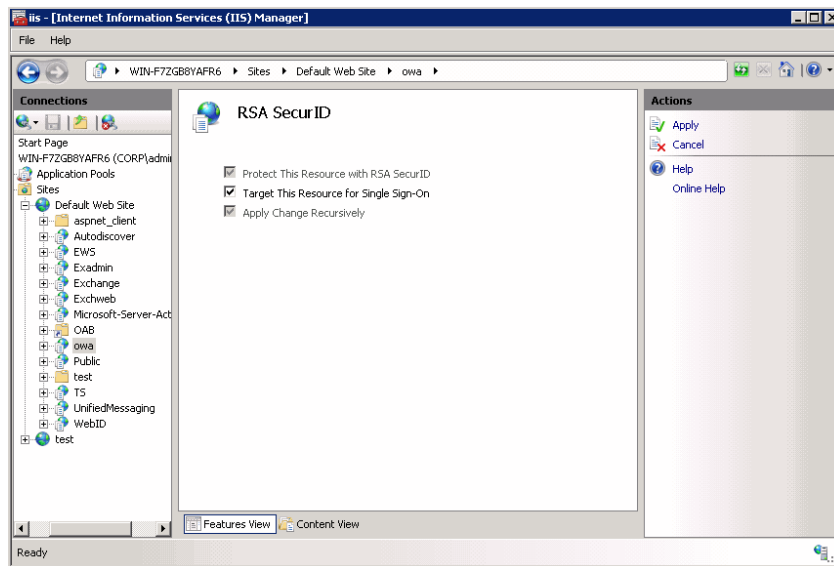 iis - [Internet Information Services (IIS) Manager]
File Help
WIN-F7ZGB8YAFR6 Sites Default Web Site owa
Connections
Start Page
WIN-F7ZGB8YAFR6 (CORP\admi
Application Pools
Sites
Default Web Site
aspnet_client
Autodiscover
EWS
Exadmin
Exchange
Exchweb
Microsoft-Server-Act
OAB
owa
Public
test
TS
UnifiedMessaging
WebID
test
RSA SecurID
Protect This Resource with RSA SecurID
Target This Resource for Single Sign-On
Apply Change Recursively
Features View Content View
Actions
Apply
Cancel
Help
Online Help
Ready